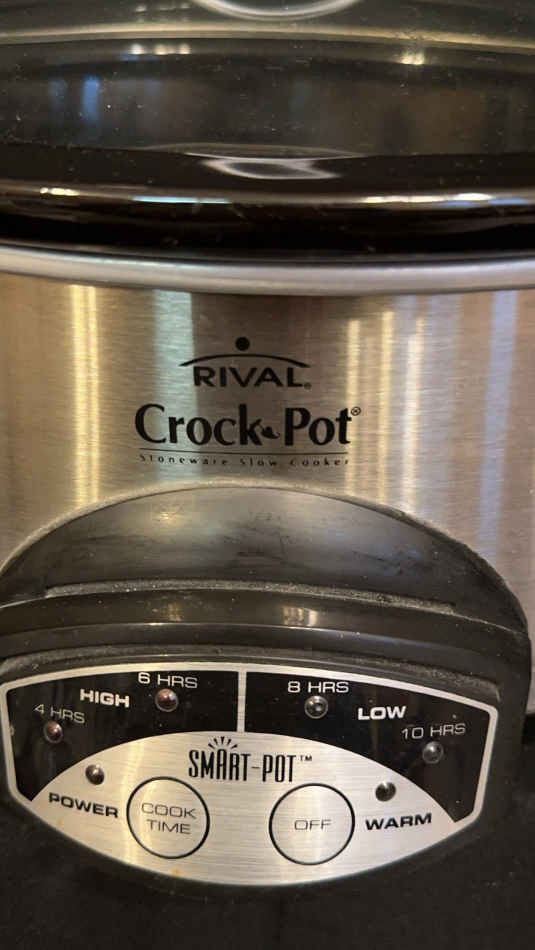 RIVAL®
Crock-Pot®
Stoneware Slow Cooker
6 HRS
8 HRS
HIGH
LOW
4 HRS
10 HRS
SMART-POT™
POWER
COOK
TIME
OFF
WARM